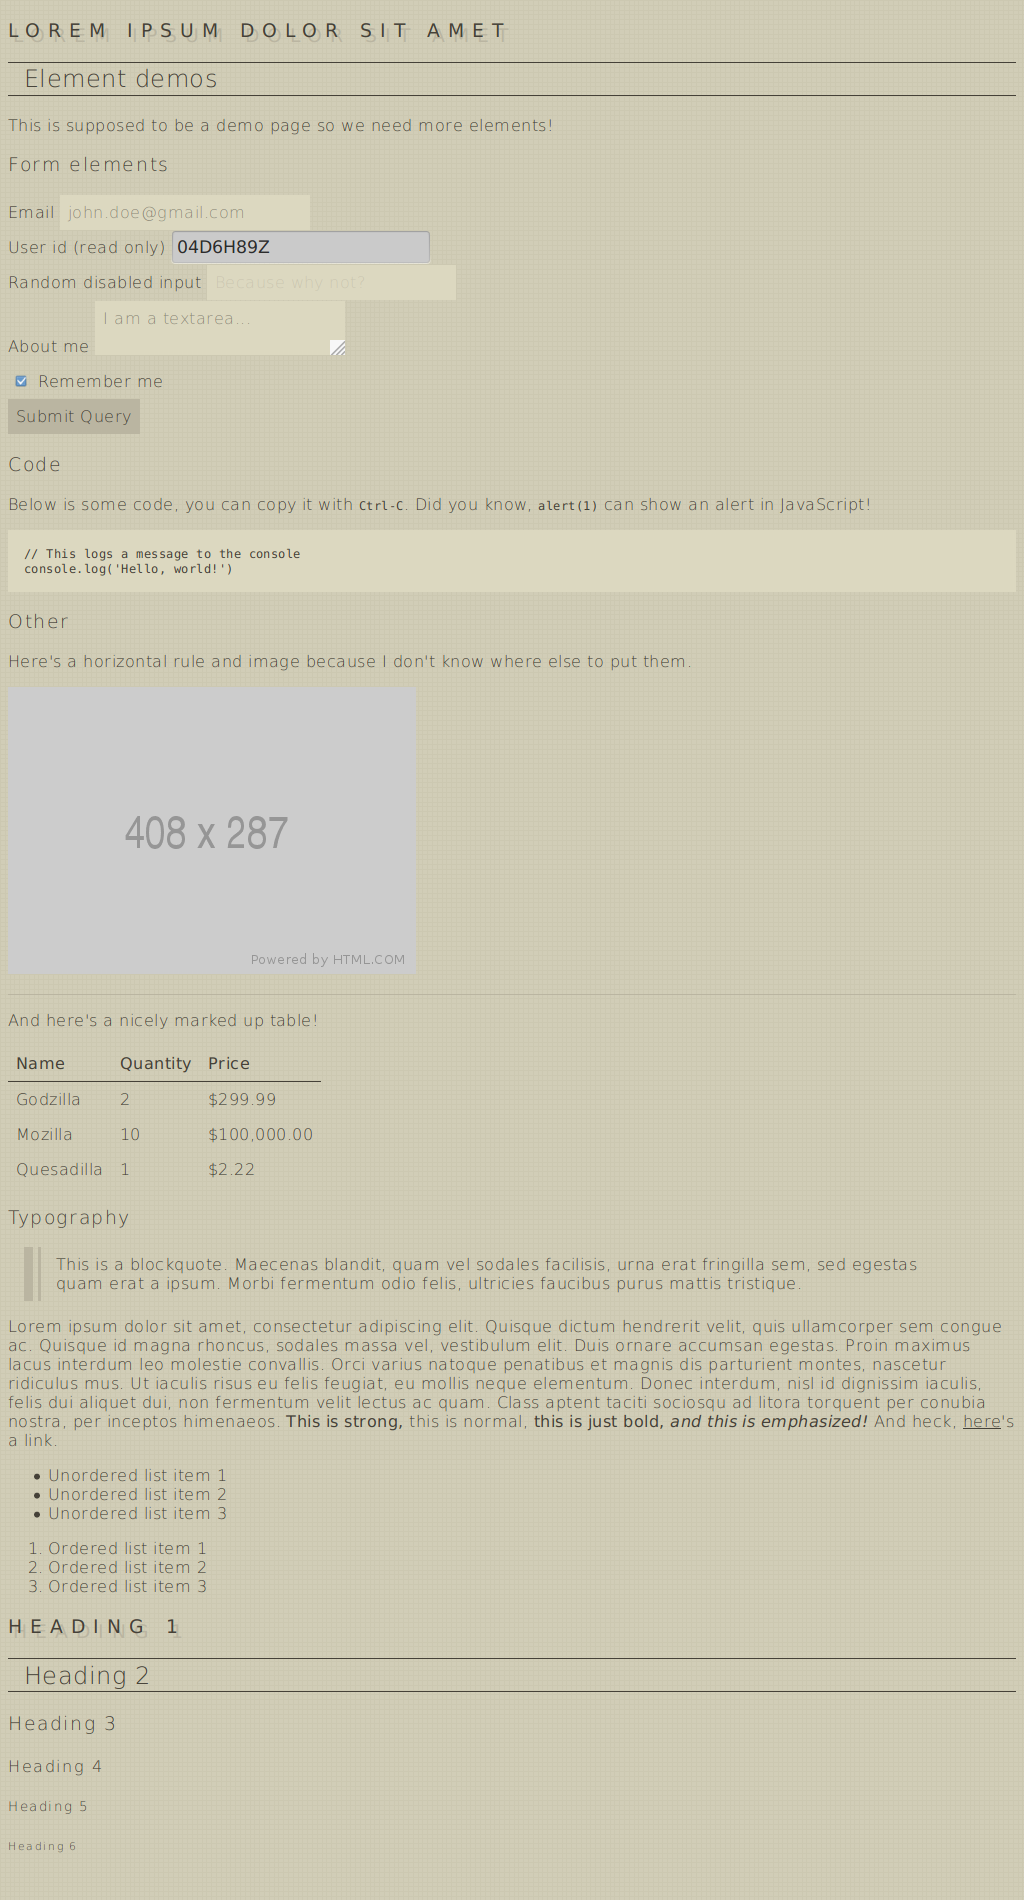 LOREM IPSUM DOLOR SIT AMET
Element demos
This is supposed to be a demo page so we need more elements!
Form elements
Email john.doe@gmail.com
User id (read only) 04D6H89Z
Random disabled input Because why not?
I am a textarea...
About me
Remember me
Submit Query
Code
Below is some code, you can copy it with Ctrl-C. Did you know, alert(1) can show an alert in JavaScript!
// This logs a message to the console
console.log('Hello, world!')
Other
Here's a horizontal rule and image because I don't know where else to put them.
408 x 287
Powered by HTML.COM
And here's a nicely marked up table!
Name Quantity Price
Godzilla 2 $299.99
Mozilla 10 $100,000.00
Quesadilla 1 $2.22
Typography
This is a blockquote. Maecenas blandit, quam vel sodales facilisis, urna erat fringilla sem, sed egestas
quam erat a ipsum. Morbi fermentum odio felis, ultricies faucibus purus mattis tristique.
Lorem ipsum dolor sit amet, consectetur adipiscing elit. Quisque dictum hendrerit velit, quis ullamcorper sem congue
ac. Quisque id magna rhoncus, sodales massa vel, vestibulum elit. Duis ornare accumsan egestas. Proin maximus
lacus interdum leo molestie convallis. Orci varius natoque penatibus et magnis dis parturient montes, nascetur
ridiculus mus. Ut iaculis risus eu felis feugiat, eu mollis neque elementum. Donec interdum, nisl id dignissim iaculis,
felis dui aliquet dui, non fermentum velit lectus ac quam. Class aptent taciti sociosqu ad litora torquent per conubia
nostra, per inceptos himenaeos. This is strong, this is normal, this is just bold, and this is emphasized! And heck, here's
a link.
• Unordered list item 1
• Unordered list item 2
• Unordered list item 3
1. Ordered list item 1
2. Ordered list item 2
3. Ordered list item 3
HEADING 1
Heading 2
Heading 3
Heading 4
Heading 5
Heading 6